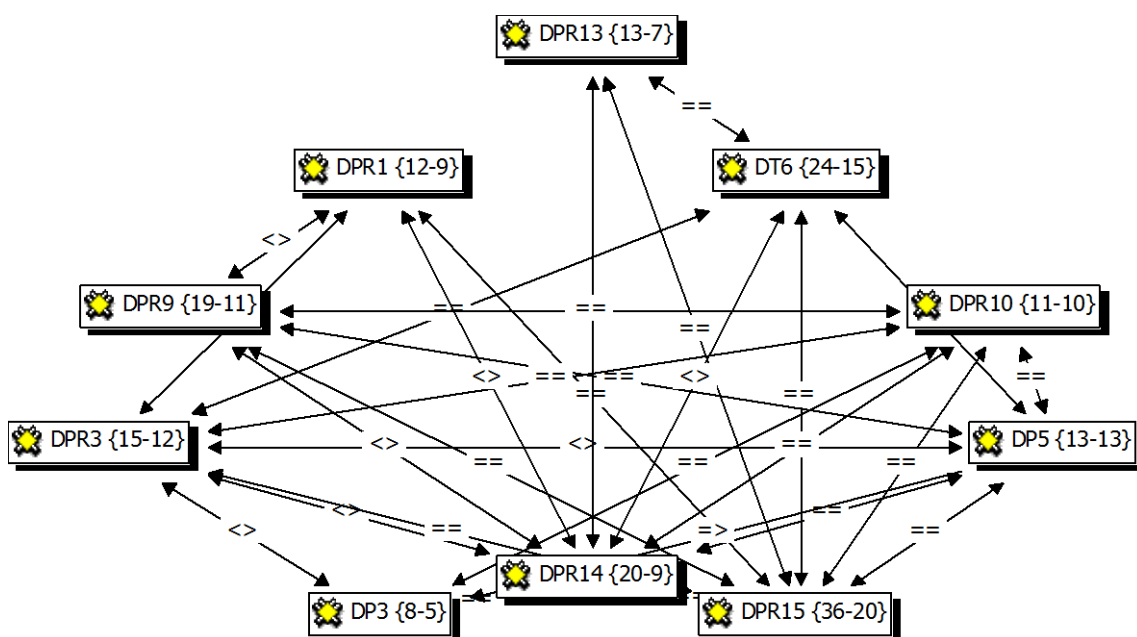 DPR13 {13-7}
==
DPR1 {12-9}
DT6 {24-15}
<>
DPR9 {19-11}
==
==
DPR10 {11-10}
==
<>
==
==
<>
==
==
==
DPR3 {15-12}
<>
<>
==
DP5 {13-13}
==
==
==
<>
<>
==
=>
==
==
DPR14 {20-9}
==
DP3 {8-5}
DPR15 {36-20}